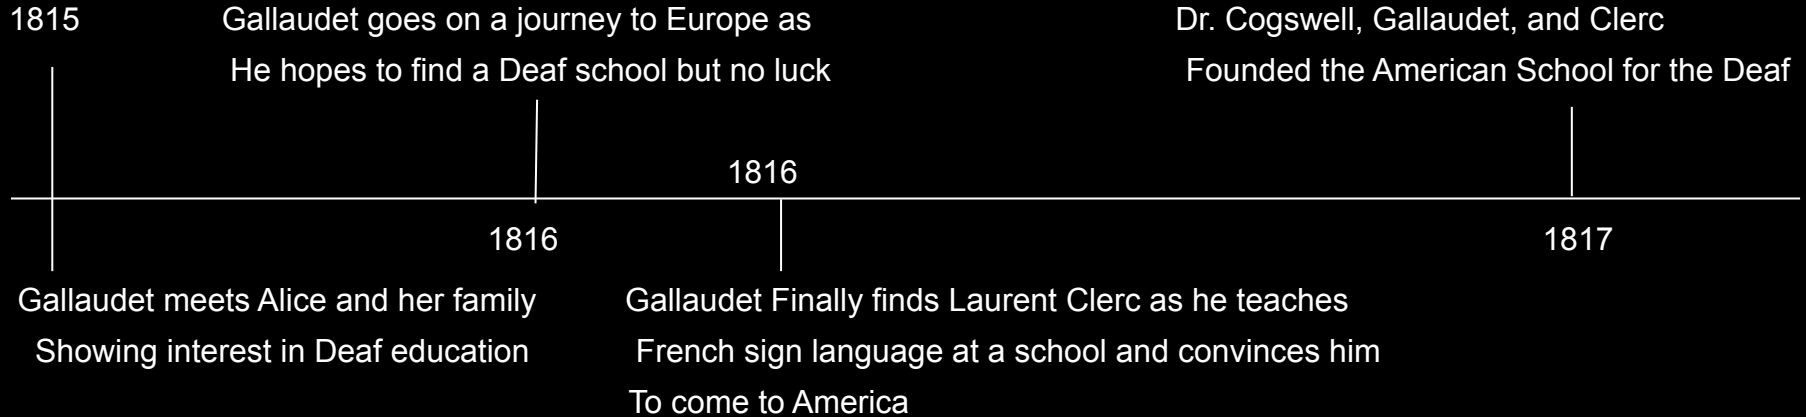 1815
Gallaudet goes on a journey to Europe as
He hopes to find a Deaf school but no luck
Dr. Cogswell, Gallaudet, and Clerc
Founded the American School for the Deaf
1816
1816
1817
Gallaudet meets Alice and her family
Showing interest in Deaf education
Gallaudet Finally finds Laurent Clerc as he teaches
French sign language at a school and convinces him
To come to America